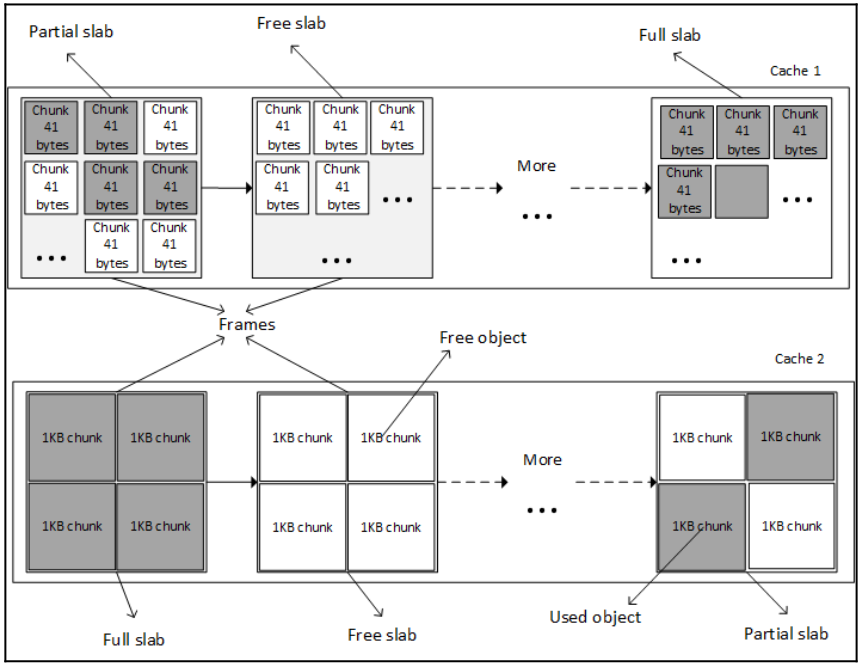 Partial slab
Free slab
Full slab
Cache 1
Chunk 41 bytes
Chunk 41 bytes
Chunk 41 bytes
Chunk 41 bytes
Chunk 41 bytes
Chunk 41 bytes
...
Chunk 41 bytes
Chunk 41 bytes
Chunk 41 bytes
Chunk 41 bytes
Chunk 41 bytes
Chunk 41 bytes
Chunk 41 bytes
...
...
More
...
Chunk 41 bytes
Chunk 41 bytes
Chunk 41 bytes
Chunk 41 bytes
...
...
Frames
Free object
Cache 2
1KB chunk
1KB chunk
1KB chunk
1KB chunk
1KB chunk
1KB chunk
1KB chunk
1KB chunk
More
...
1KB chunk
1KB chunk
1KB chunk
1KB chunk
Full slab
Free slab
Used object
Partial slab